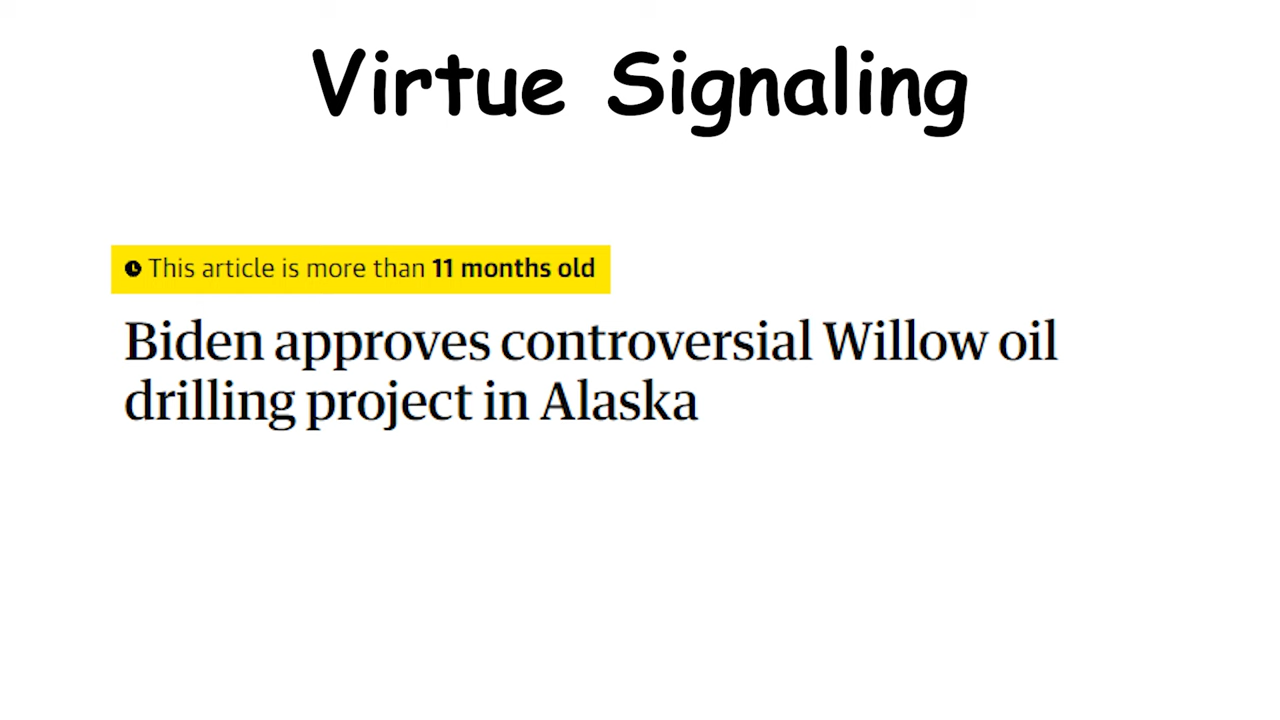 Virtue Signaling
This article is more than 11 months old
Biden approves controversial Willow oil
drilling project in Alaska